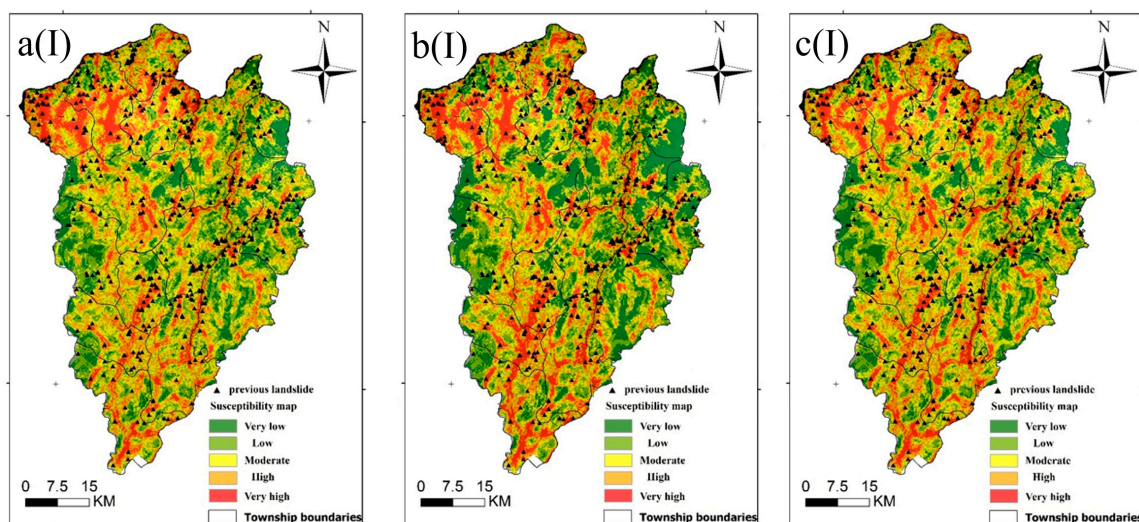 a(I)
N
previous landslide
Susceptibility map
Very low
Low
Moderate
High
Very high
Township boundaries
0 7.5 15
KM
b(I)
N
previous landslide
Susceptibility map
Very low
Low
Moderate
High
Very high
Township boundaries
0 7.5 15
KM
c(I)
N
previous landslide
Susceptibility map
Very low
Low
Moderate
High
Very high
Township boundaries
0 7.5 15
KM